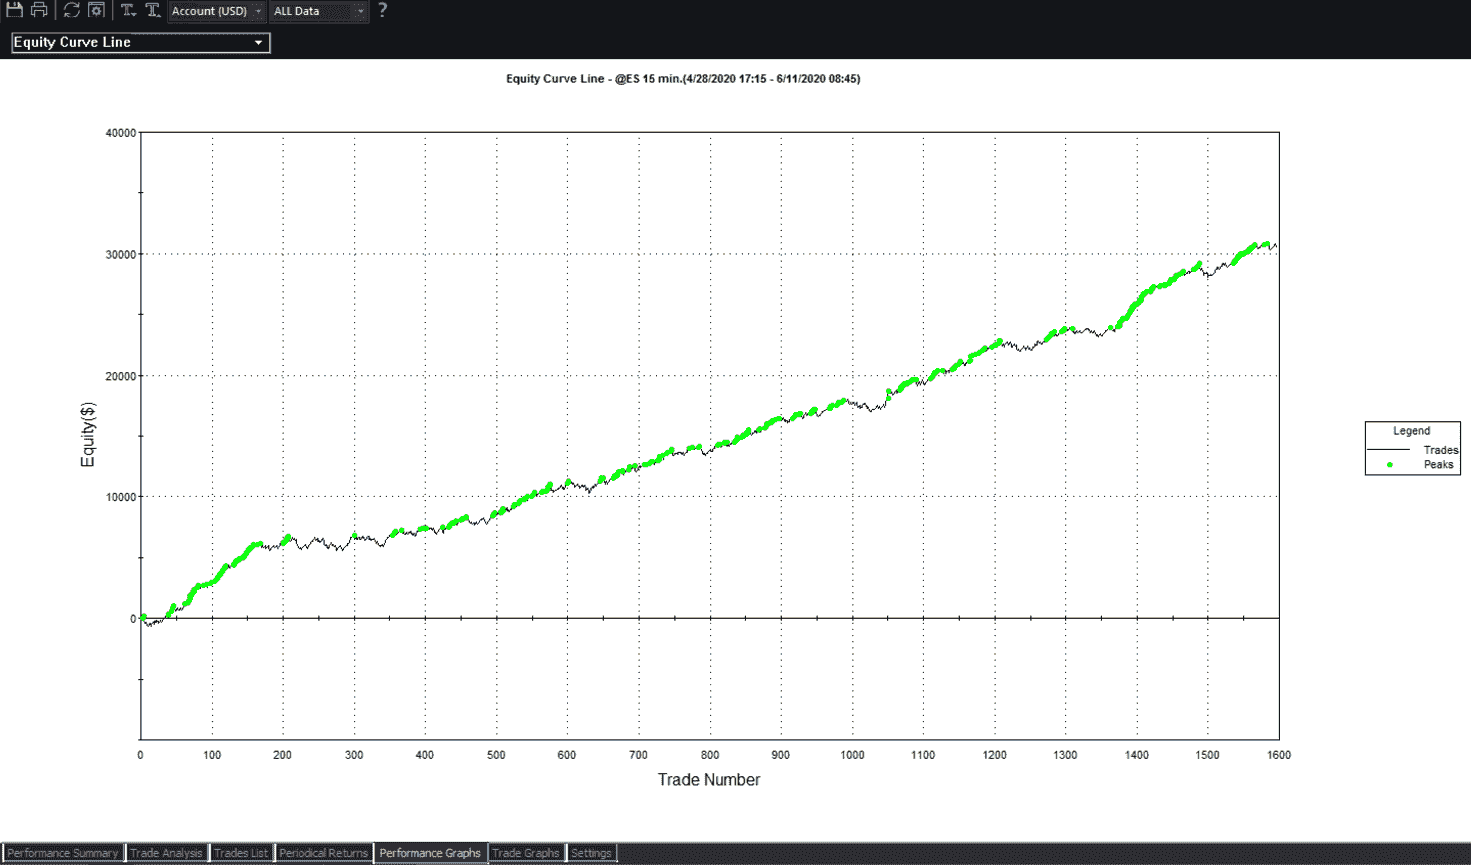 Account (USD) ALL Data ?
Equity Curve Line
Equity Curve Line - @ES 15 min.(4/28/2020 17:15 - 6/11/2020 08:45)
40000
30000
20000
10000
0
Equity($)
0 100 200 300 400 500 600 700 800 900 1000 1100 1200 1300 1400 1500 1600
Trade Number
Legend
Trades
Peaks
Performance Summary Trade Analysis Trades List Periodical Returns Performance Graphs Trade Graphs Settings